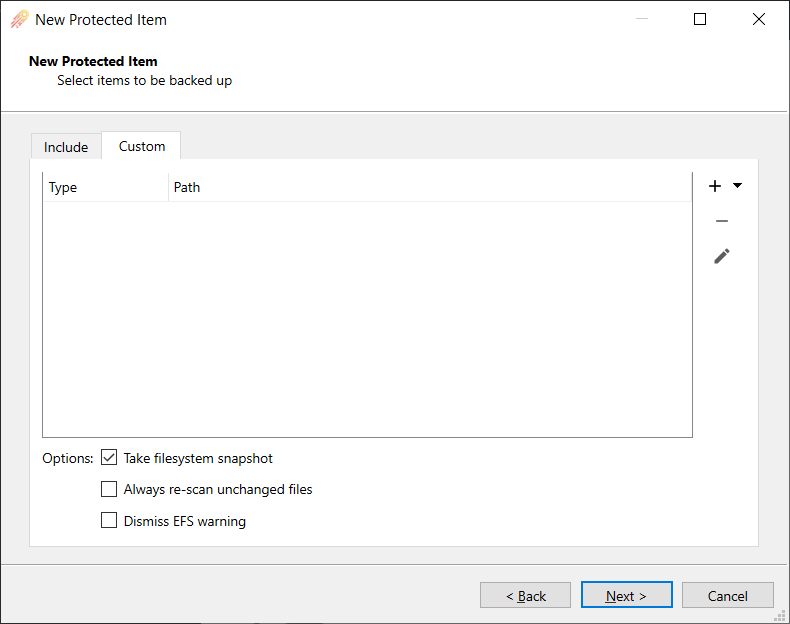 New Protected Item
New Protected Item
Select items to be backed up
Include Custom
Type Path
Options: Take filesystem snapshot
Always re-scan unchanged files
Dismiss EFS warning
< Back Next > Cancel